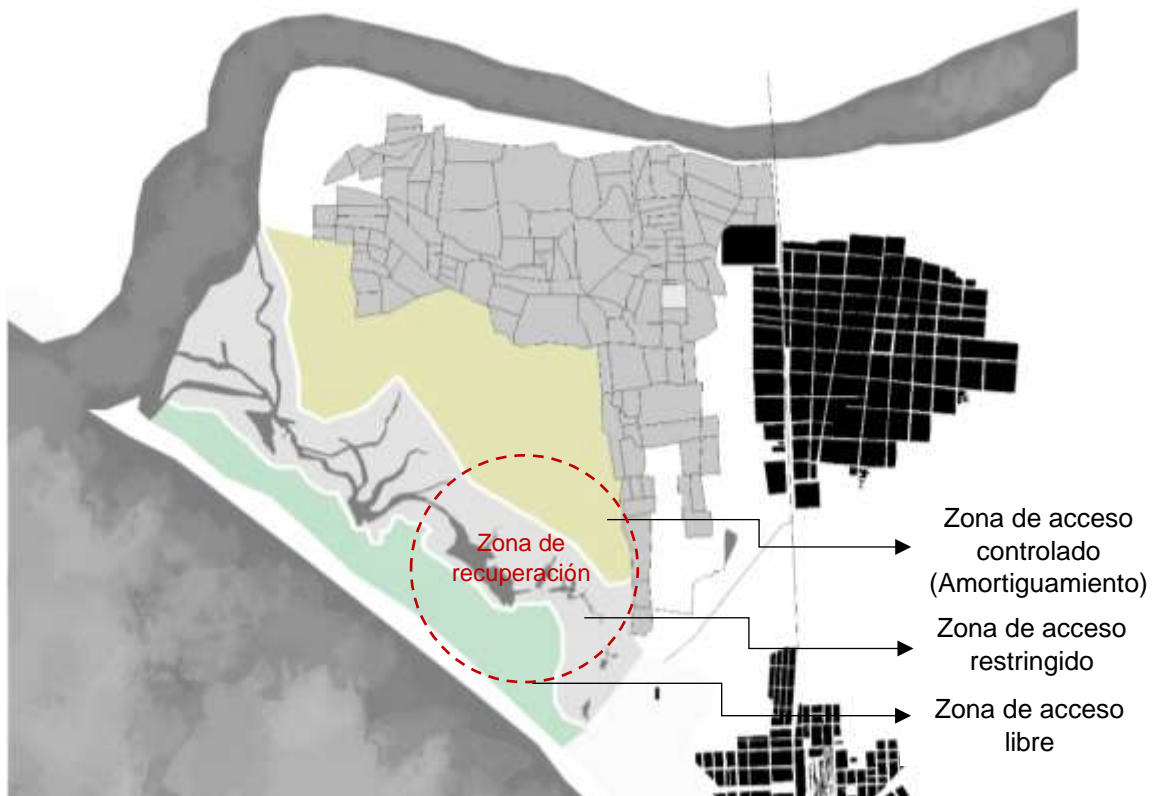 Zona de
recuperación
Zona de acceso
controlado
(Amortiguamiento)
Zona de acceso
restringido
Zona de acceso
libre